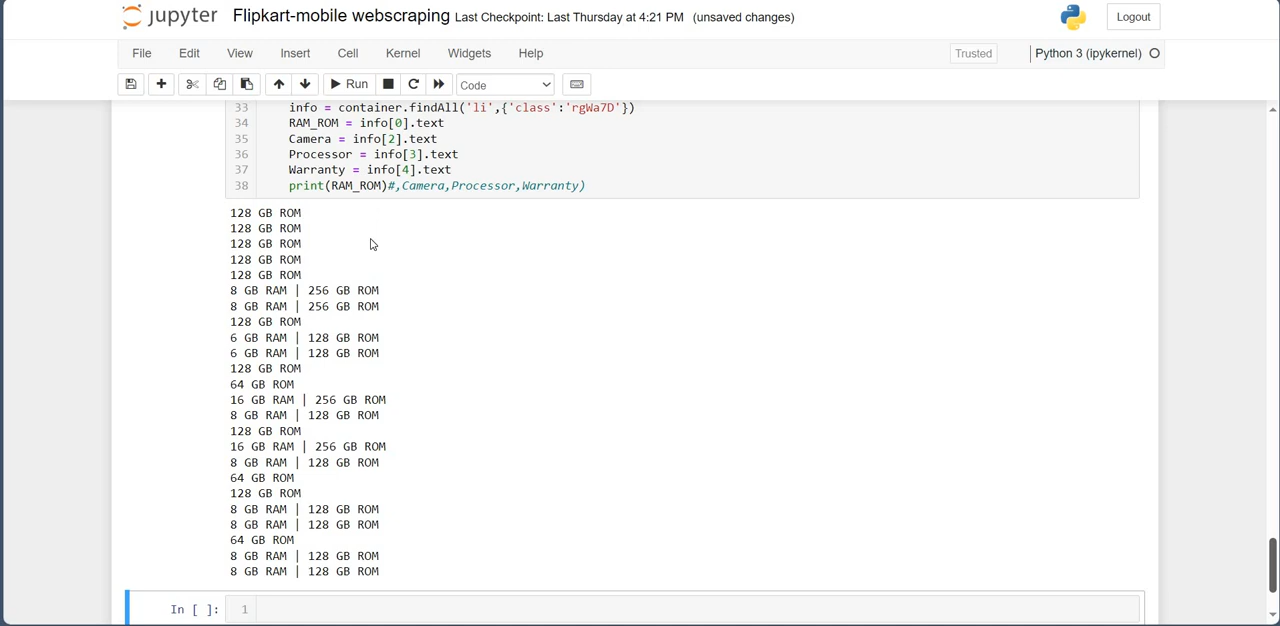 jupyter Flipkart-mobile webscraping Last Checkpoint: Last Thursday at 4:21 PM (unsaved changes) Logout
File Edit View Insert Cell Kernel Widgets Help Trusted Python 3 (ipykernel)
Run Code
33 info = container.findAll('li',{'class':'rgWa7D'})
34 RAM_ROM = info[0].text
35 Camera = info[2].text
36 Processor = info[3].text
37 Warranty = info[4].text
38 print(RAM_ROM)#,Camera,Processor,Warranty)
128 GB ROM
128 GB ROM
128 GB ROM
128 GB ROM
128 GB ROM
8 GB RAM | 256 GB ROM
8 GB RAM | 256 GB ROM
128 GB ROM
6 GB RAM | 128 GB ROM
6 GB RAM | 128 GB ROM
128 GB ROM
64 GB ROM
16 GB RAM | 256 GB ROM
8 GB RAM | 128 GB ROM
128 GB ROM
16 GB RAM | 256 GB ROM
8 GB RAM | 128 GB ROM
64 GB ROM
128 GB ROM
8 GB RAM | 128 GB ROM
8 GB RAM | 128 GB ROM
64 GB ROM
8 GB RAM | 128 GB ROM
8 GB RAM | 128 GB ROM
In [ ]: 1